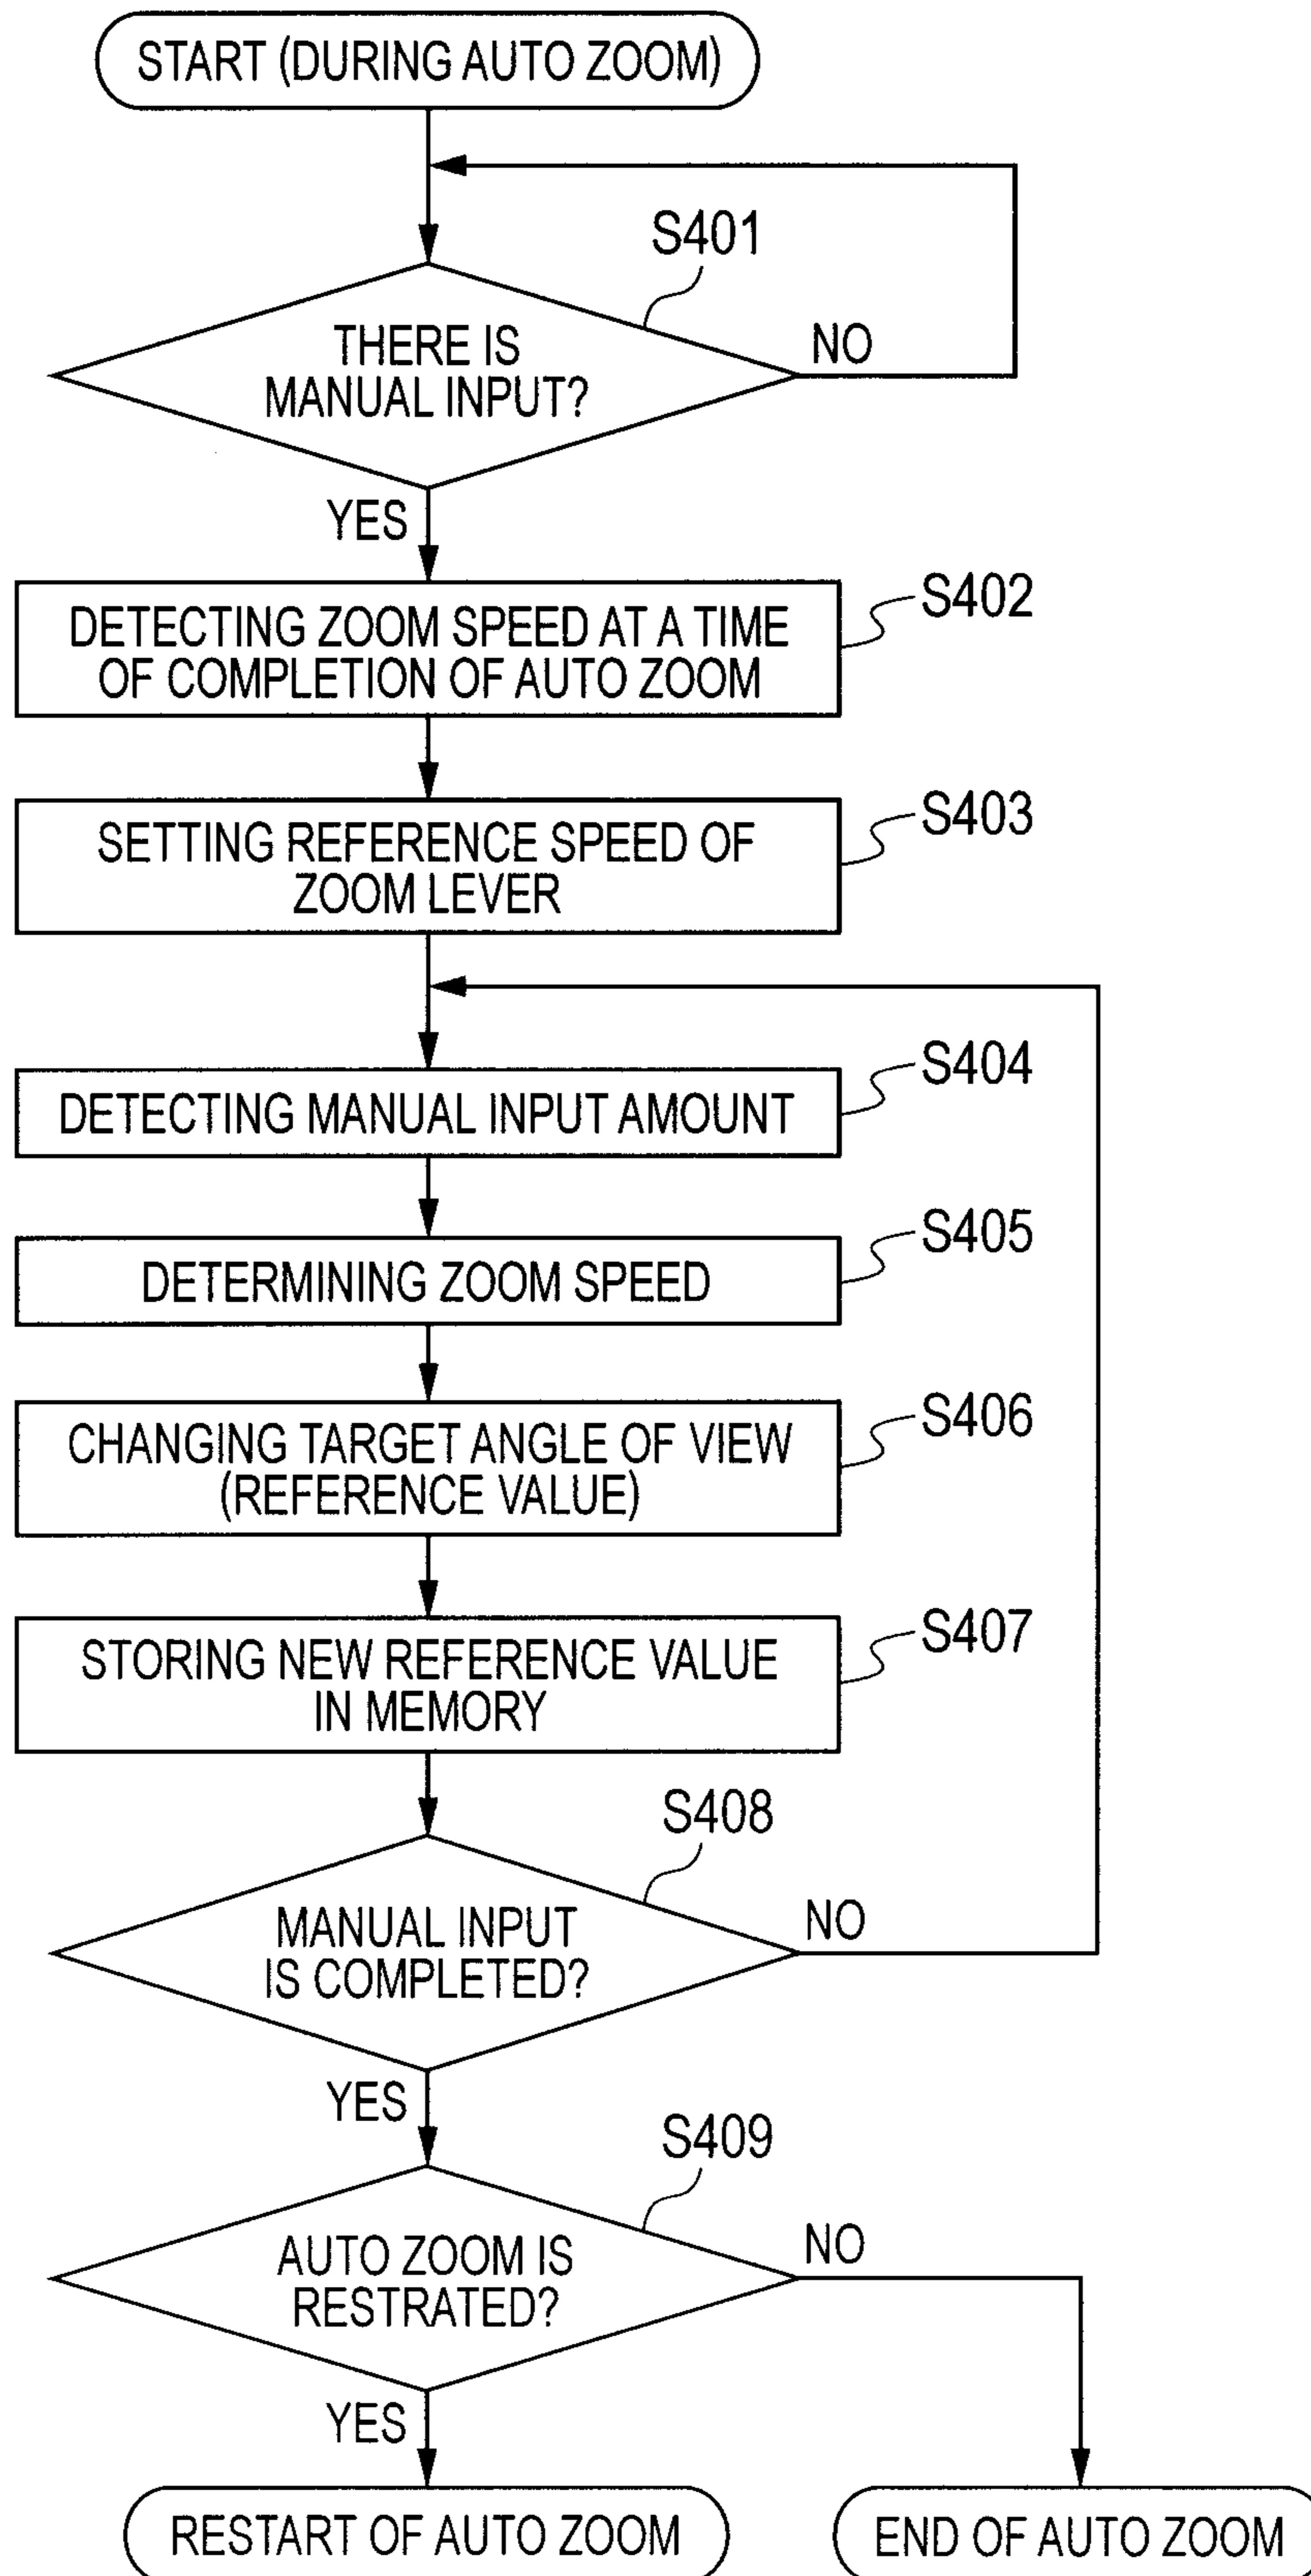 START (DURING AUTO ZOOM)
S401
THERE IS
MANUAL INPUT?
NO
YES
S402
DETECTING ZOOM SPEED AT A TIME
OF COMPLETION OF AUTO ZOOM
S403
SETTING REFERENCE SPEED OF
ZOOM LEVER
S404
DETECTING MANUAL INPUT AMOUNT
S405
DETERMINING ZOOM SPEED
S406
CHANGING TARGET ANGLE OF VIEW
(REFERENCE VALUE)
S407
STORING NEW REFERENCE VALUE
IN MEMORY
S408
MANUAL INPUT
IS COMPLETED?
NO
YES
S409
AUTO ZOOM IS
RESTRATED?
NO
YES
RESTART OF AUTO ZOOM
END OF AUTO ZOOM